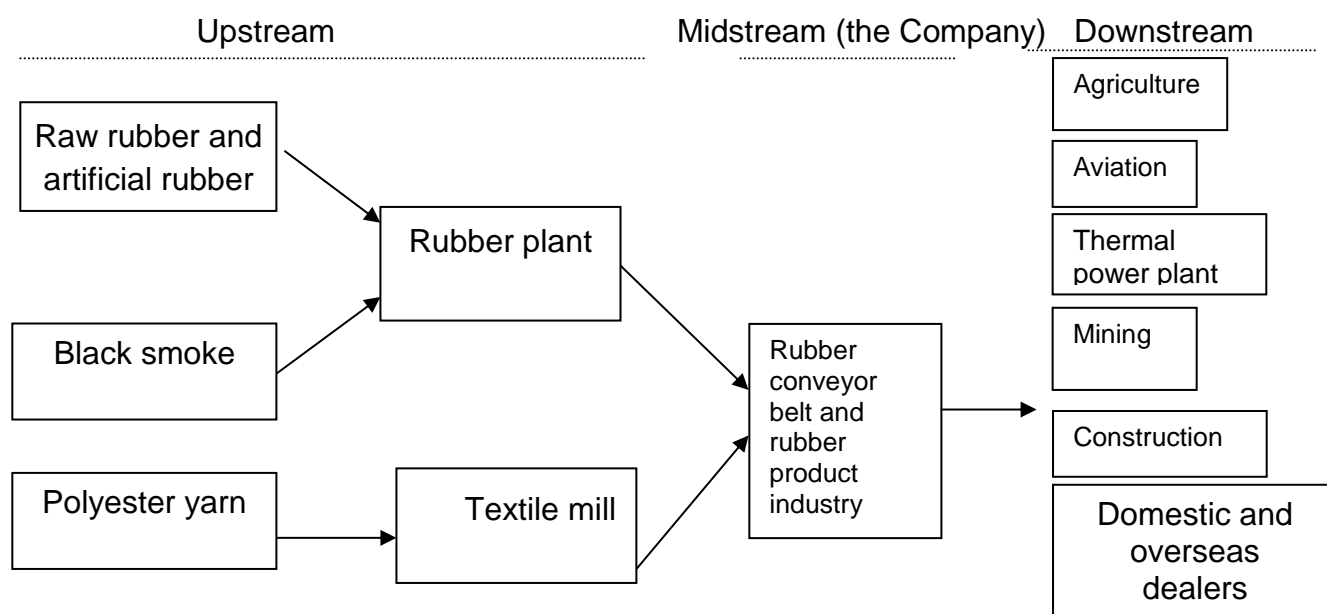 Upstream
Midstream (the Company)
Downstream
Raw rubber and
artificial rubber
Black smoke
Polyester yarn
Rubber plant
Textile mill
Rubber
conveyor
belt and
rubber
product
industry
Agriculture
Aviation
Thermal
power plant
Mining
Construction
Domestic and
overseas
dealers